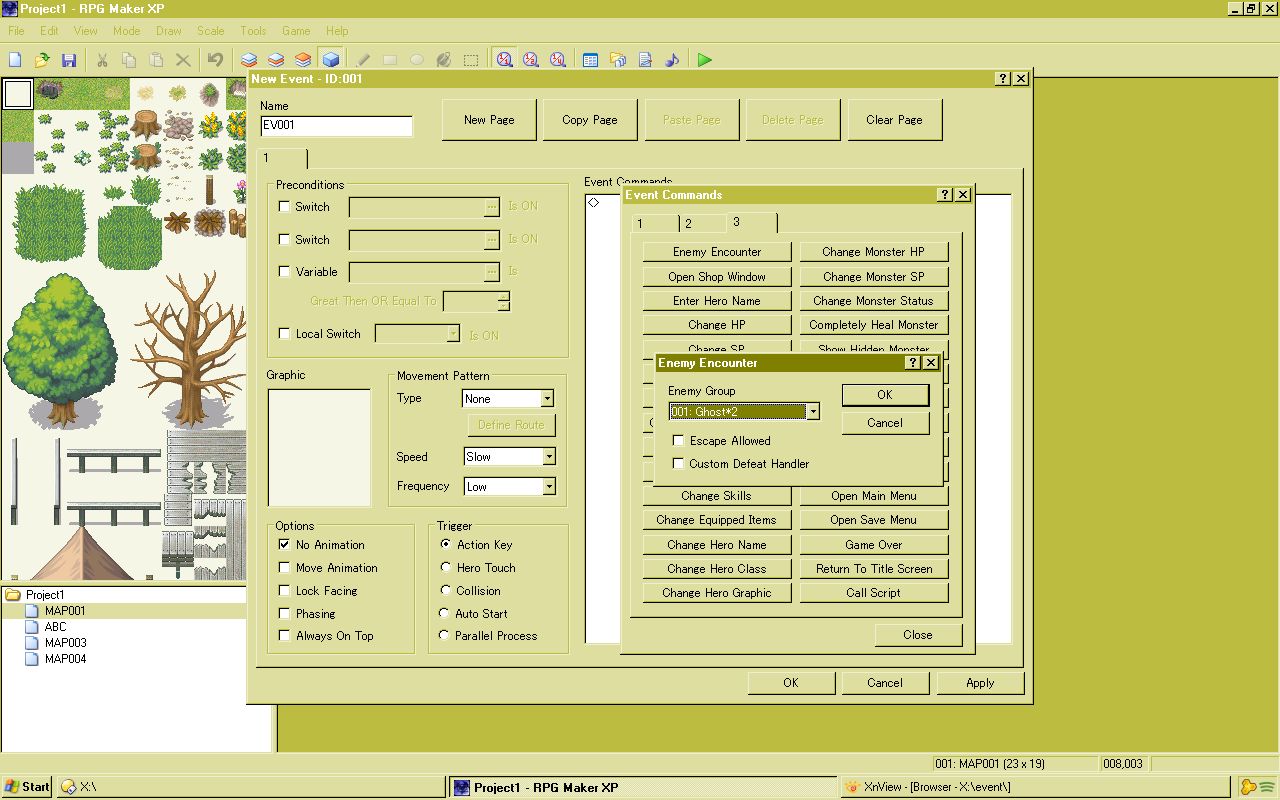 Project1 - RPG Maker XP
File Edit View Mode Draw Scale Tools Game Help
New Event - ID:001
Name
EV001
New Page Copy Page Paste Page Delete Page Clear Page
1
Preconditions
Switch Is ON
Switch Is ON
Variable Is
Great Then OR Equal To
Local Switch Is ON
Graphic
Movement Pattern
Type None
Define Route
Speed Slow
Frequency Low
Options
No Animation
Move Animation
Lock Facing
Phasing
Always On Top
Trigger
Action Key
Hero Touch
Collision
Auto Start
Parallel Process
Event Commands
Event Commands
1 2 3
Enemy Encounter Change Monster HP
Open Shop Window Change Monster SP
Enter Hero Name Change Monster Status
Change HP Completely Heal Monster
Change SP Show Hidden Monster
Enemy Encounter
Enemy Group
001: Ghost*2
Escape Allowed
Custom Defeat Handler
OK
Cancel
Change Skills Open Main Menu
Change Equipped Items Open Save Menu
Change Hero Name Game Over
Change Hero Class Return To Title Screen
Change Hero Graphic Call Script
Close
OK Cancel Apply
Project1
MAP001
ABC
MAP003
MAP004
001: MAP001 (23 x 19) 008,003
Start X:\ Project1 - RPG Maker XP XnView - [Browser - X:\event\]